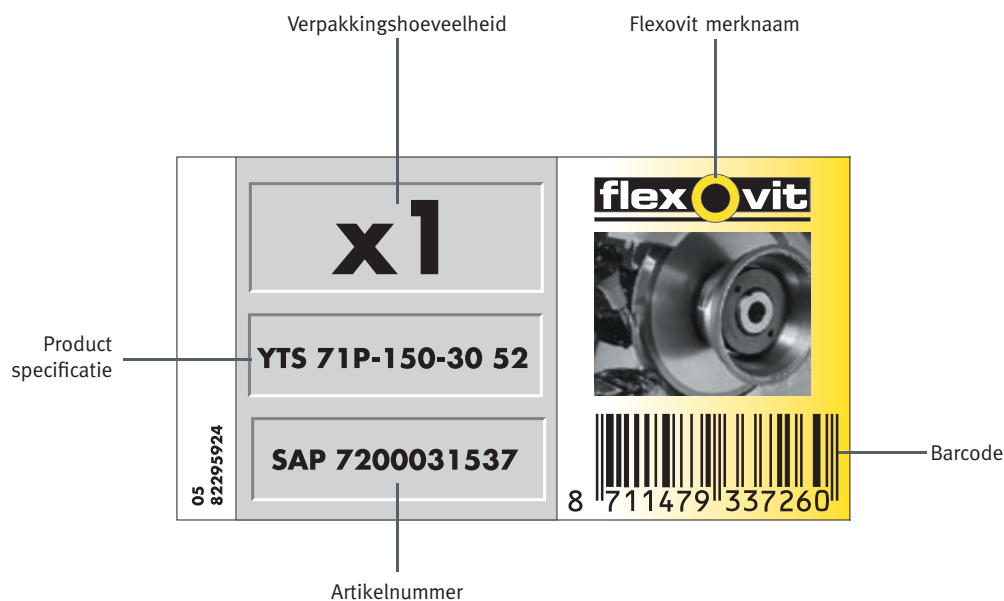 Verpakkingshoeveelheid
Flexovit merknaam
flexovit
x1
Product
specificatie
YTS 71P-150-30 52
SAP 7200031537
05
82295924
8 711479 337260
Barcode
Artikelnummer